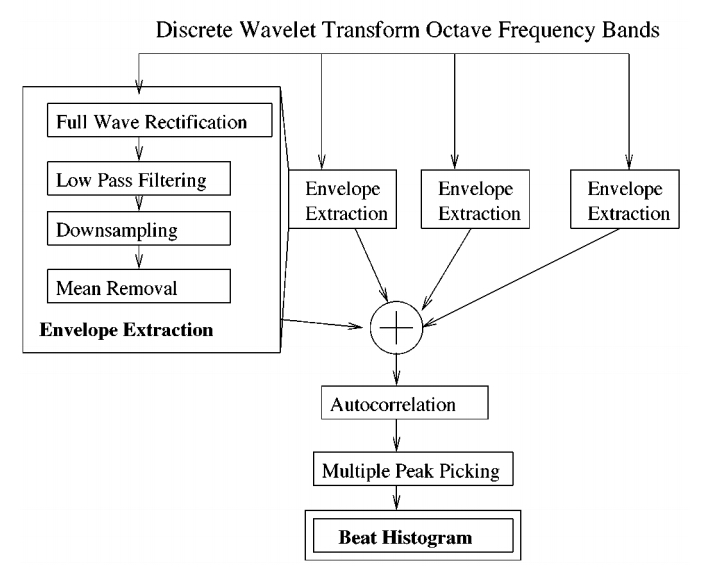 Discrete Wavelet Transform Octave Frequency Bands
Full Wave Rectification
Low Pass Filtering
Downsampling
Mean Removal
Envelope Extraction
Envelope
Extraction
Envelope
Extraction
Envelope
Extraction
Autocorrelation
Multiple Peak Picking
Beat Histogram